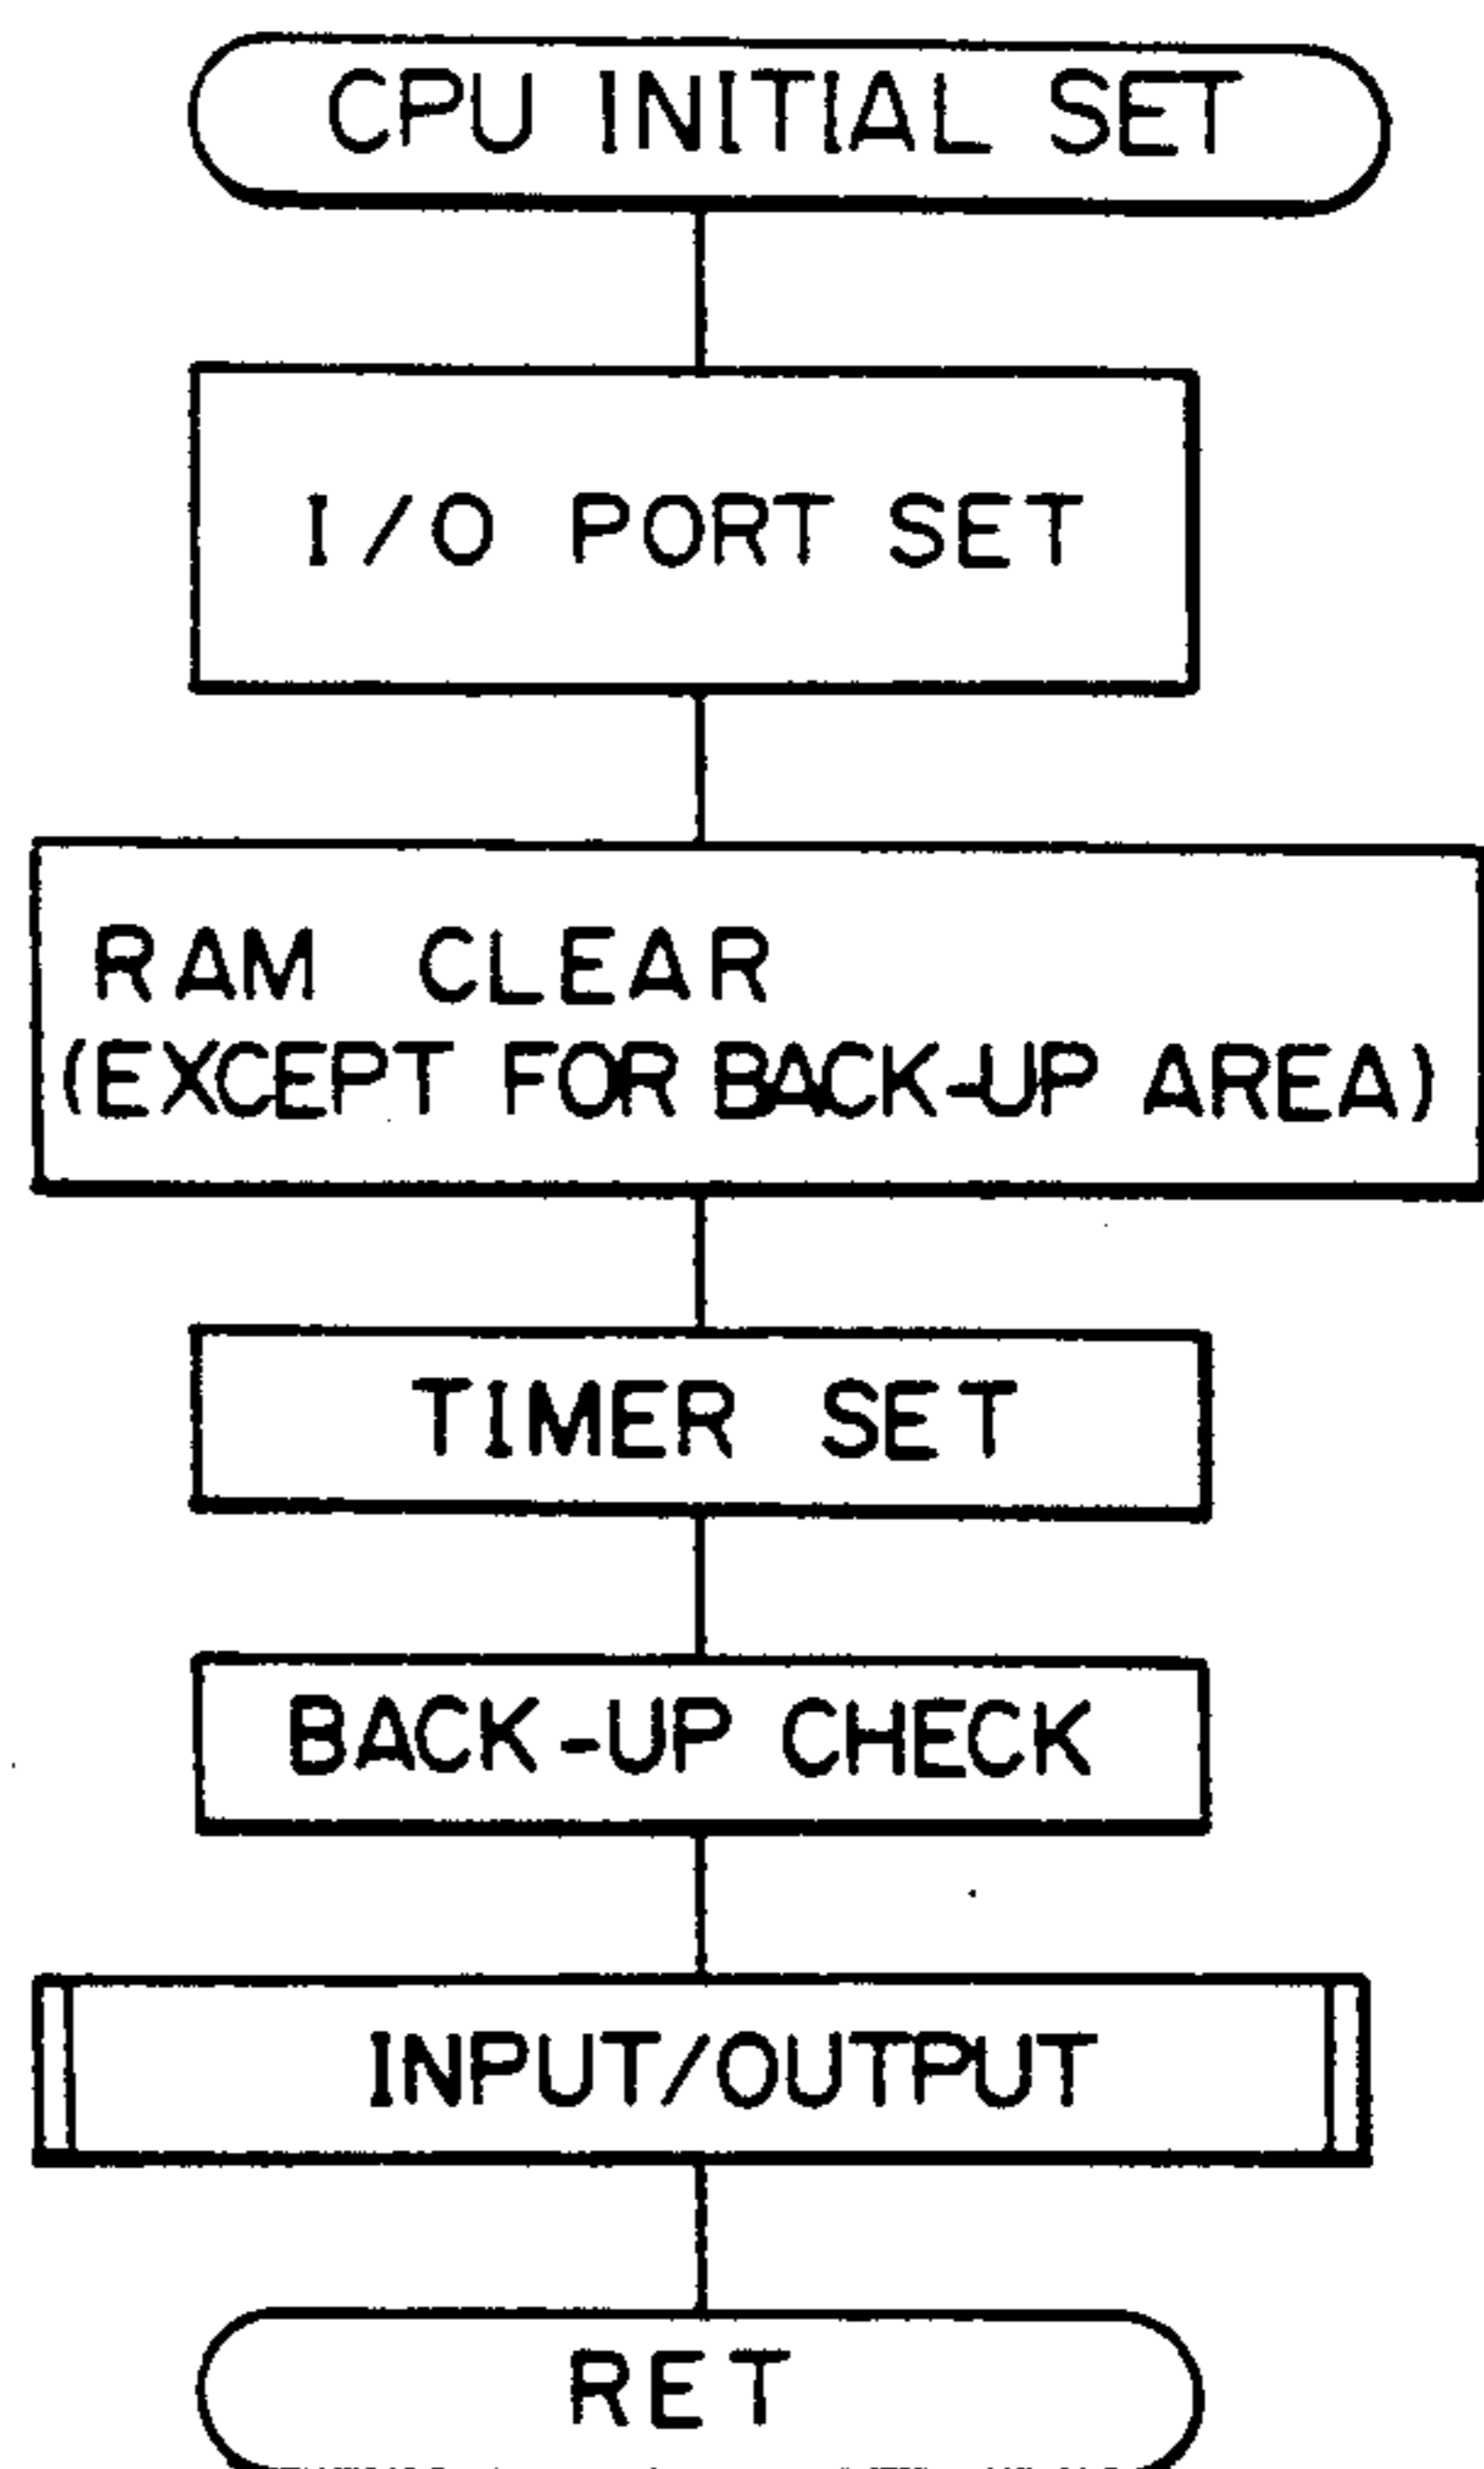 CPU INITIAL SET
I/O PORT SET
RAM CLEAR
(EXCEPT FOR BACK-UP AREA)
TIMER SET
BACK-UP CHECK
INPUT/OUTPUT
RET